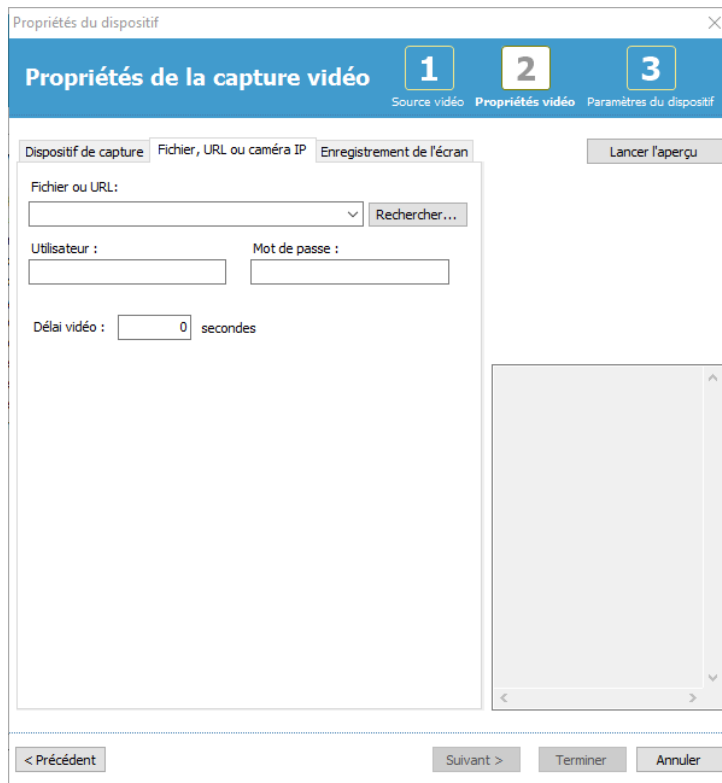 Propriétés du dispositif
Propriétés de la capture vidéo
1
Source vidéo
2
Propriétés vidéo
3
Paramètres du dispositif
Dispositif de capture
Fichier, URL ou caméra IP
Enregistrement de l'écran
Lancer l'aperçu
Fichier ou URL:
Rechercher...
Utilisateur :
Mot de passe :
Délai vidéo : 0 secondes
< Précédent
Suivant >
Terminer
Annuler